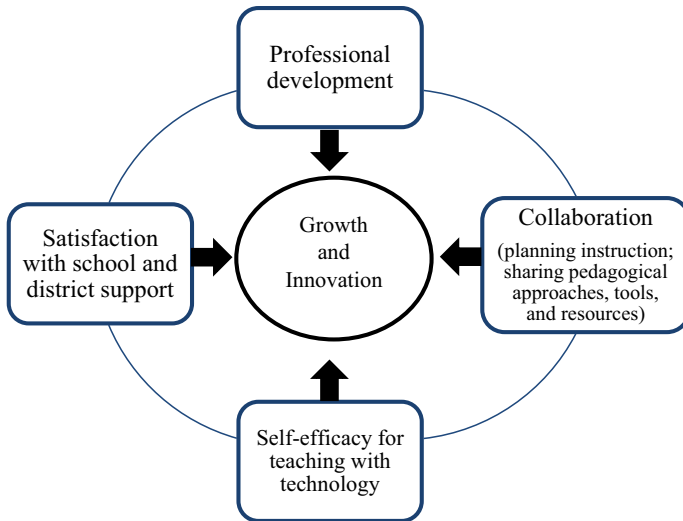 Professional
development
Satisfaction
with school and
district support
Growth
and
Innovation
Collaboration
(planning instruction;
sharing pedagogical
approaches, tools,
and resources)
Self-efficacy for
teaching with
technology